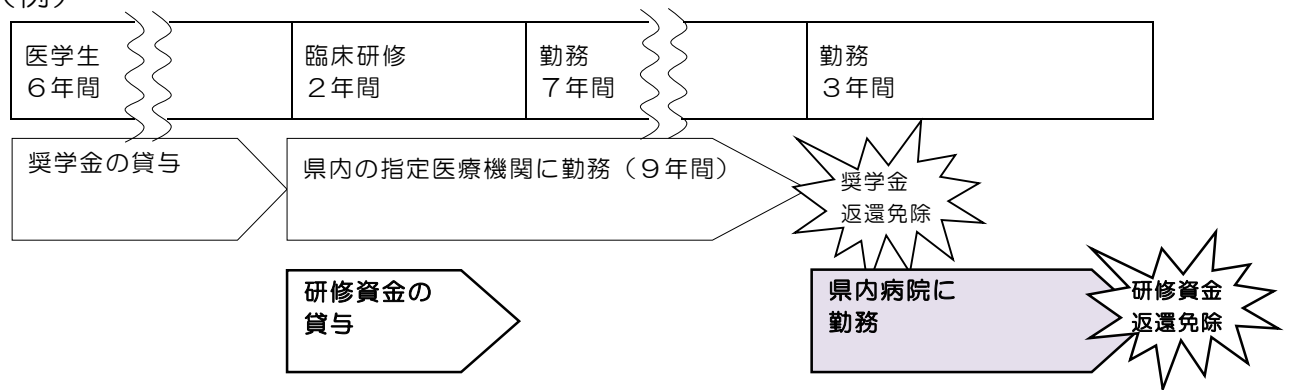 （例）
医学生
６年間
臨床研修
２年間
勤務
７年間
勤務
３年間
奨学金の貸与
県内の指定医療機関に勤務（９年間）
奨学金
返還免除
研修資金の
貸与
県内病院に
勤務
研修資金
返還免除